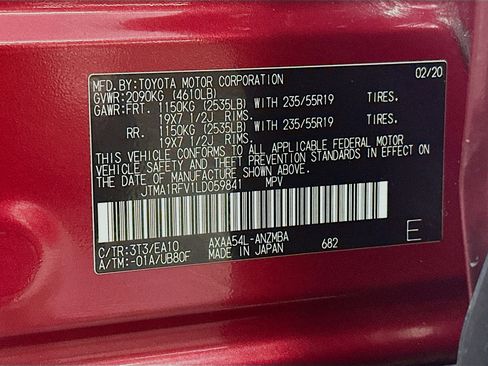 02/20
MFD.BY:TOYOTA MOTOR CORPORATION
GVWR:2090KG (4610LB)
GAWR:FRT. 1150KG (2535LB) WITH 235/55R19 TIRES.
19X7 1/2J RIMS.
RR. 1150KG (2535LB) WITH 235/55R19 TIRES.
19X7 1/2J RIMS.
THIS VEHICLE CONFORMS TO ALL APPLICABLE FEDERAL MOTOR
VEHICLE SAFETY AND THEFT PREVENTION STANDARDS IN EFFECT
ON THE DATE OF MANUFACTURE SHOWN ABOVE.
JTMA1RFV1LD059841 MPV
C/TR:3T3/EA10 AXAA54L-ANZMBA
A/TM:-01A/UB80F MADE IN JAPAN 682 E